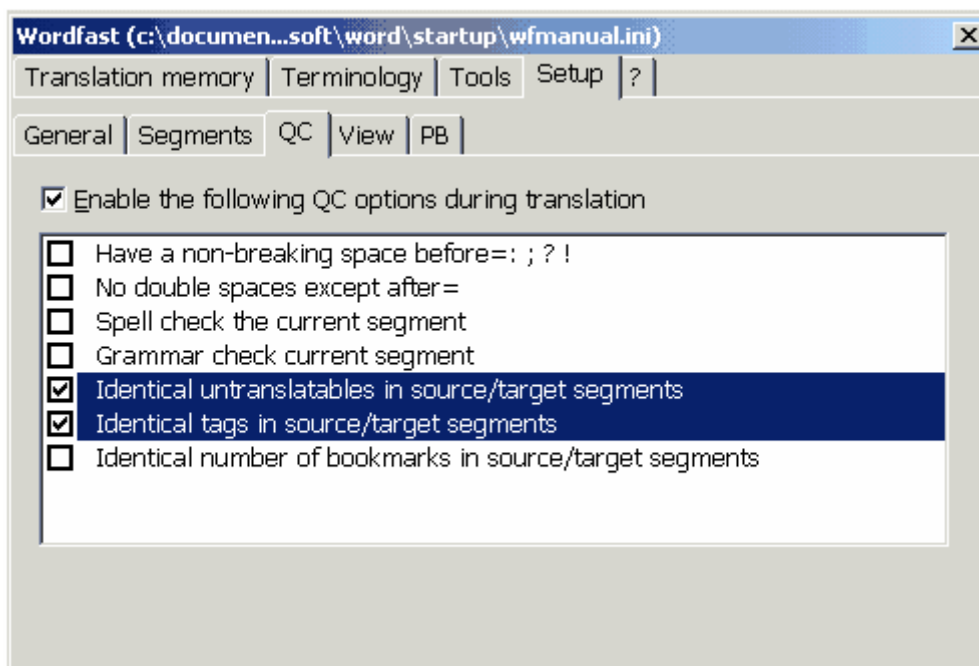 Wordfast (c:\documen...soft\word\startup\wfmanual.ini)
Translation memory Terminology Tools Setup ?
General Segments QC View PB
Enable the following QC options during translation
Have a non-breaking space before=: ; ? !
No double spaces except after=
Spell check the current segment
Grammar check current segment
Identical untranslatables in source/target segments
Identical tags in source/target segments
Identical number of bookmarks in source/target segments